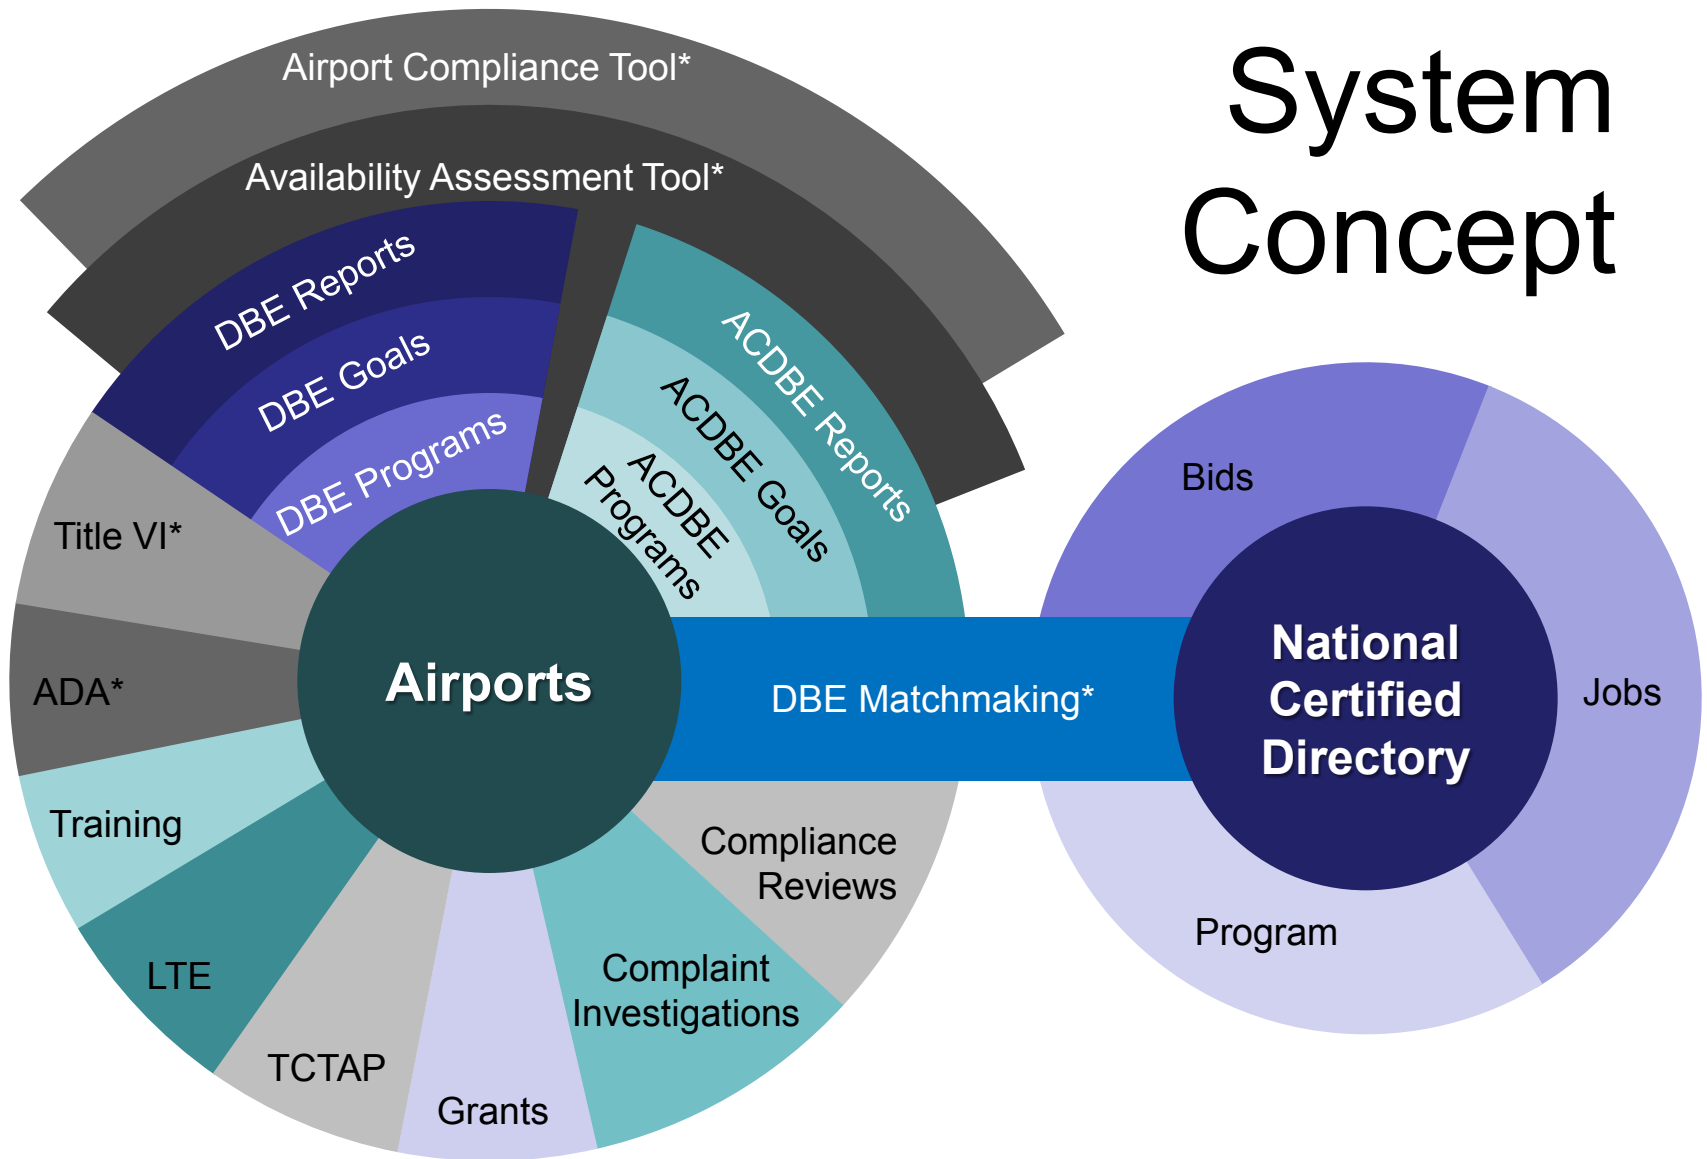 System
Concept
Airport Compliance Tool*
Availability Assessment Tool*
DBE Reports
DBE Goals
DBE Programs
ACDBE Reports
ACDBE Goals
ACDBE
Programs
Title VI*
ADA*
Training
LTE
TCTAP
Grants
Complaint
Investigations
Compliance
Reviews
Airports
DBE Matchmaking*
National
Certified
Directory
Bids
Jobs
Program